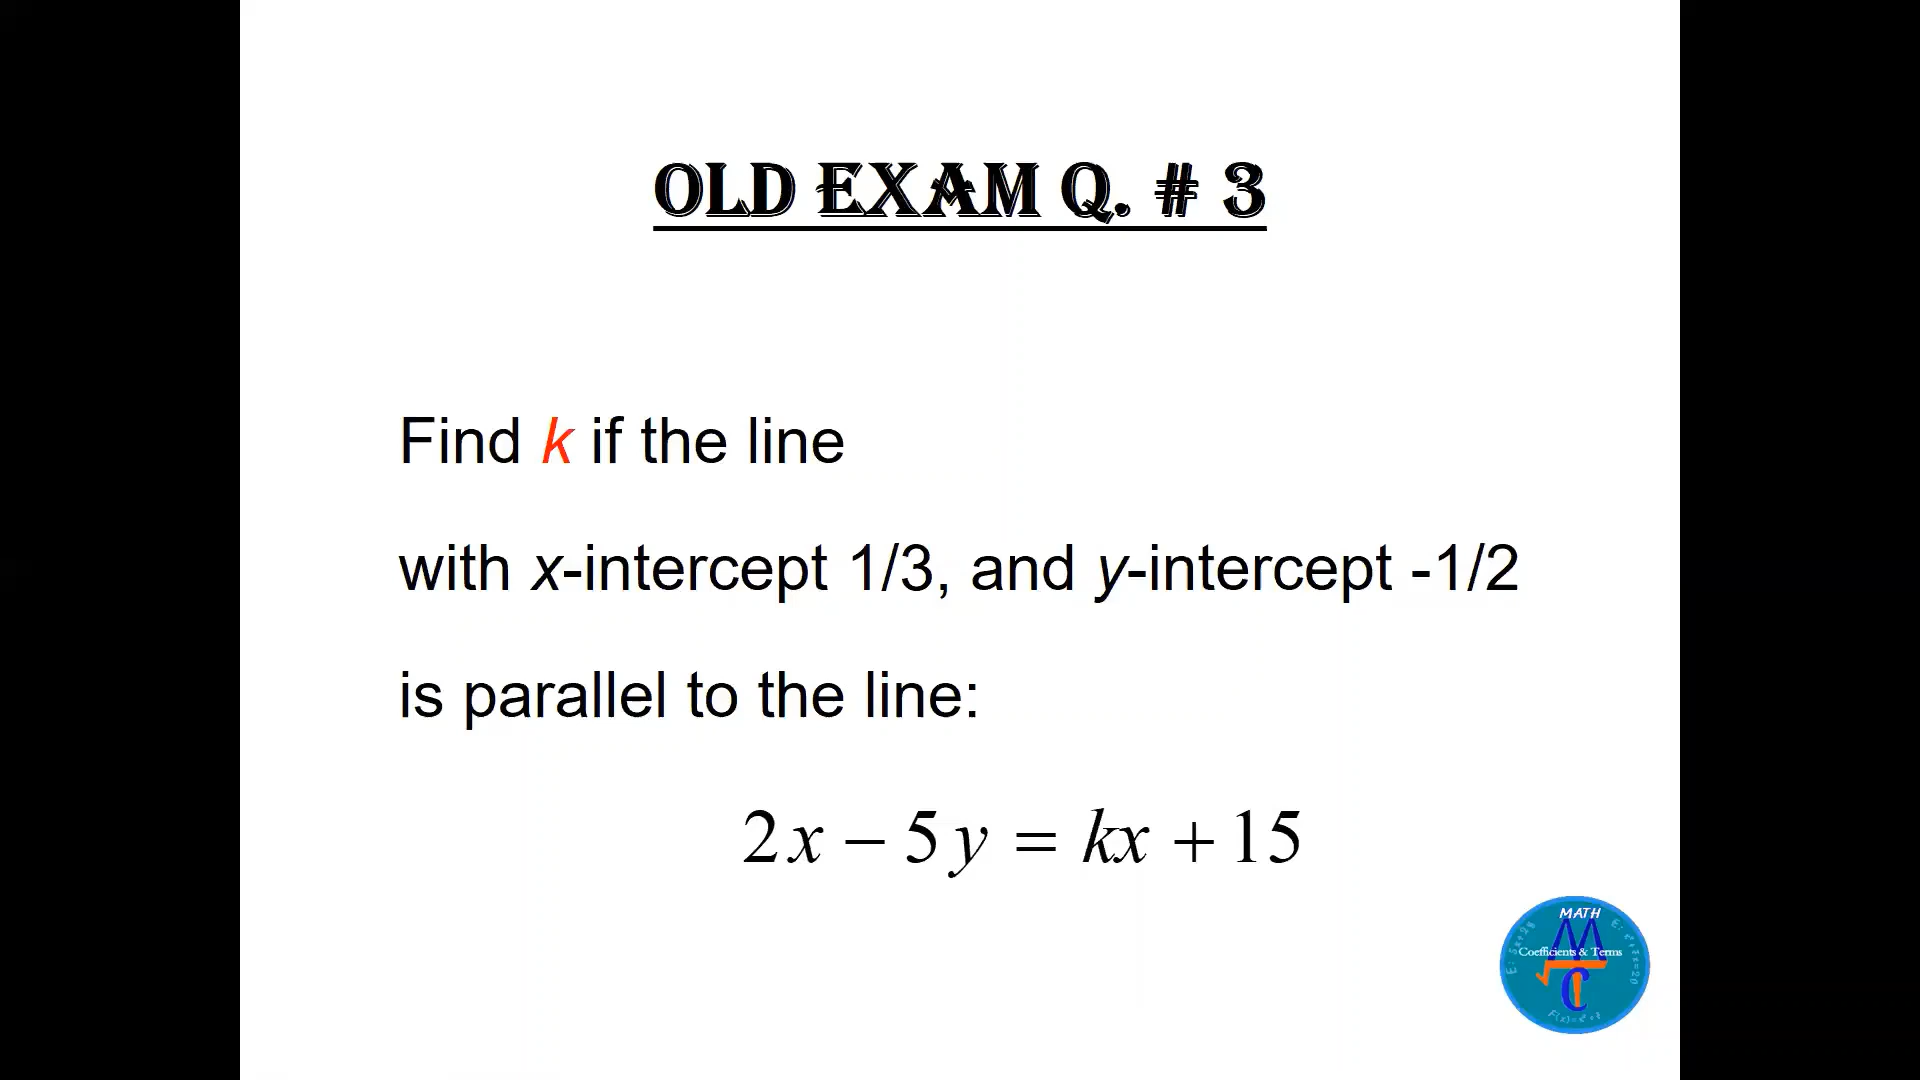 OLD EXAM Q. # 3
Find k if the line
with x-intercept 1/3, and y-intercept -1/2
is parallel to the line:
2x − 5y = kx + 15
MATH
Coefficients & Terms